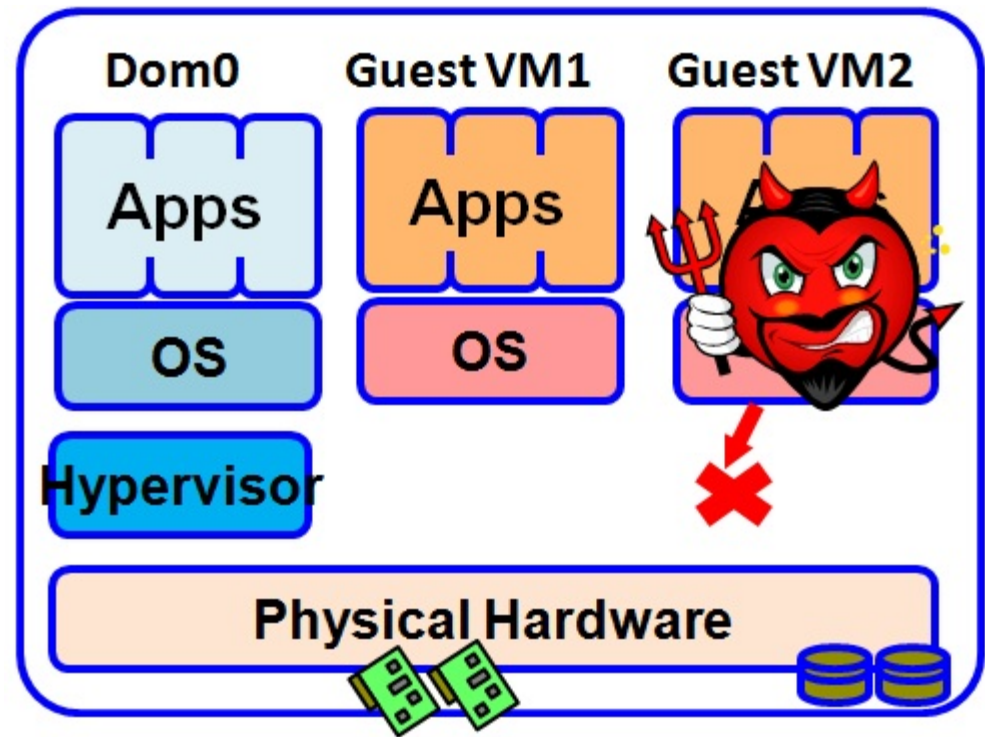 Dom0
Guest VM1
Guest VM2
Apps
Apps
OS
OS
Hypervisor
Physical Hardware